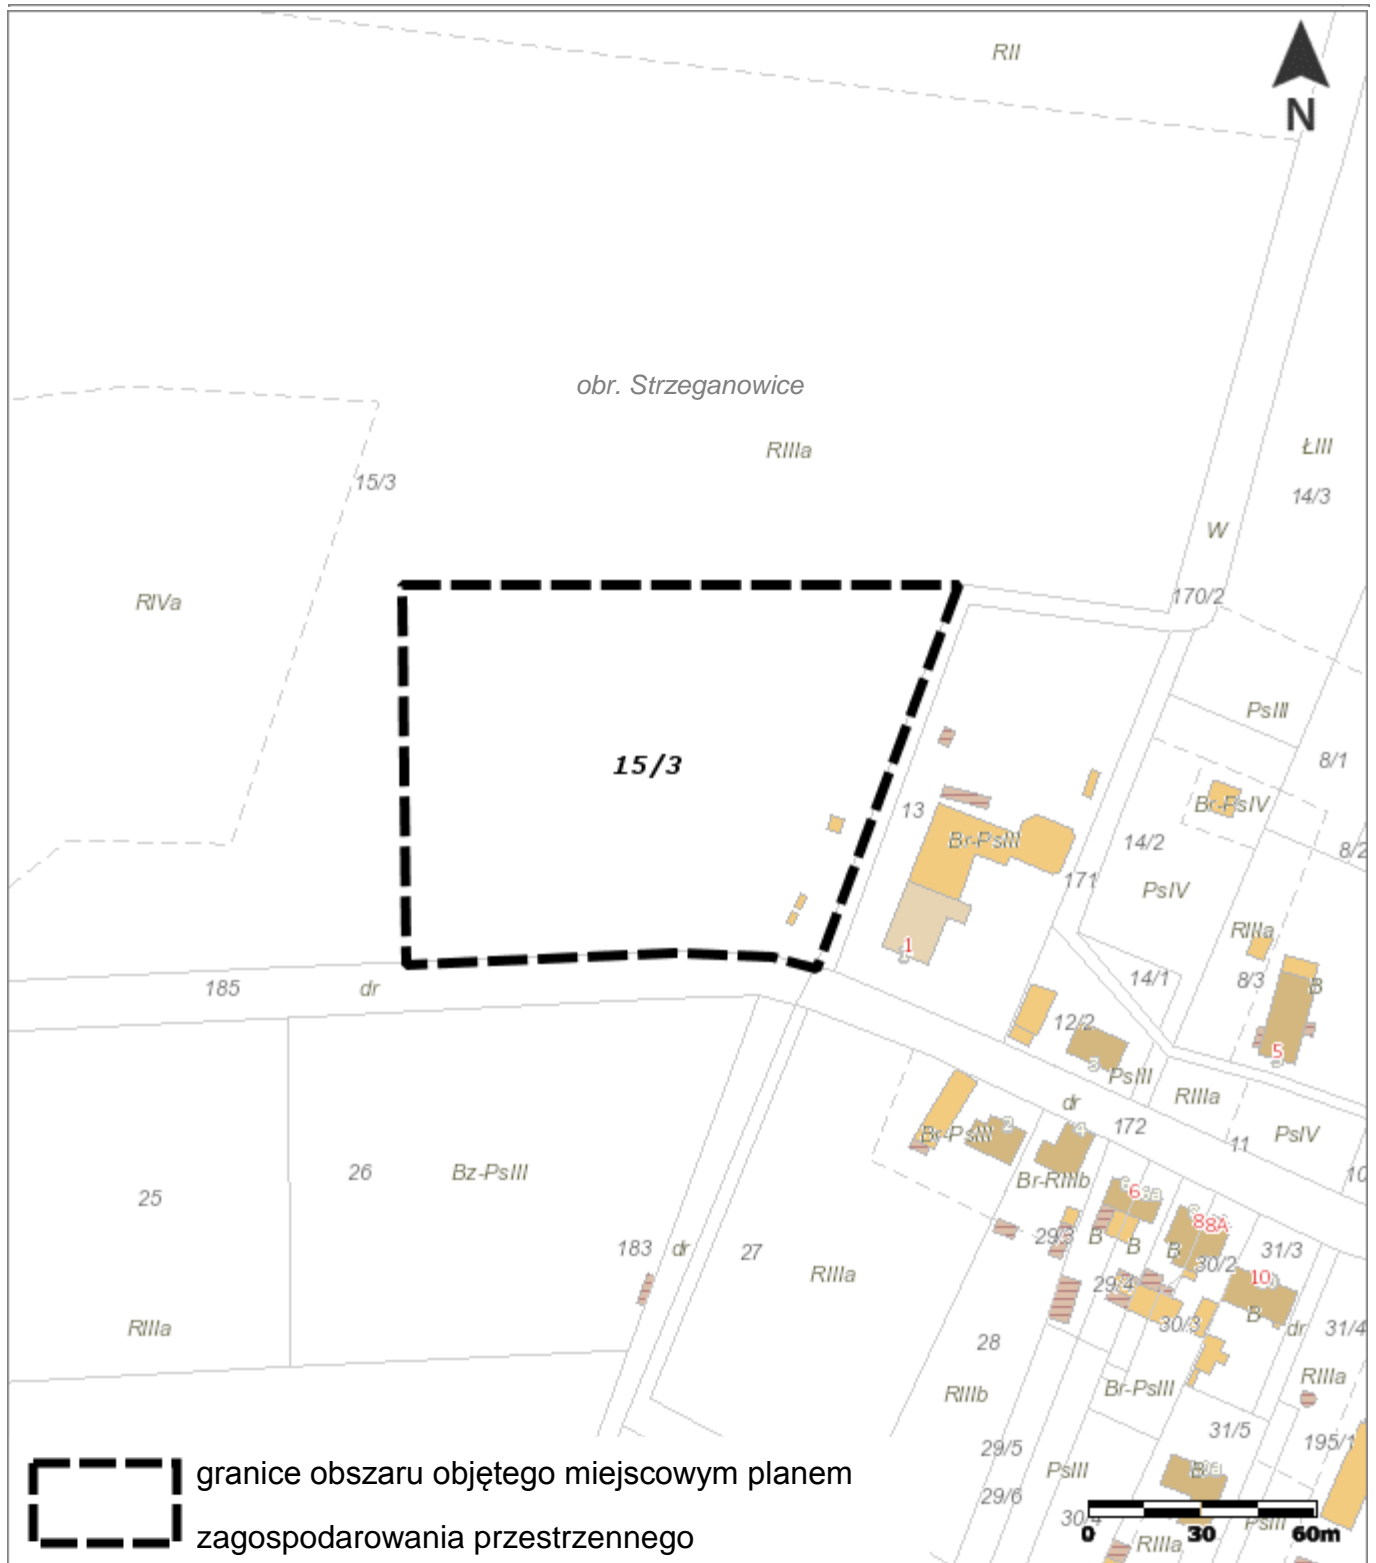 RII
N
obr. Strzeganowice
RIIIa
ŁIII
15/3
14/3
W
RIVa
170/2
PsIII
8/1
15/3
Br-PsIV
13
Br-PsIII
14/2
8/2
171
PsIV
RIIIa
1
14/1
8/3
B
185
dr
12/2
5
3
PsIII
RIIIa
dr
172
PsIV
Br-PsIII
2
4
11
10
26
Bz-PsIII
Br-RIIIb
6
25
8
8A
29/3
B
B
B
31/3
183
dr
27
RIIIa
30/2
29/4
10
B
dr
31/4
RIIIa
30/3
28
RIIIa
RIIIb
Br-PsIII
31/5
195/1
29/5
PsIII
B
granice obszaru objętego miejscowym planem
29/6
30/4
PsIII
0 30 60m
zagospodarowania przestrzennego
RIIIa